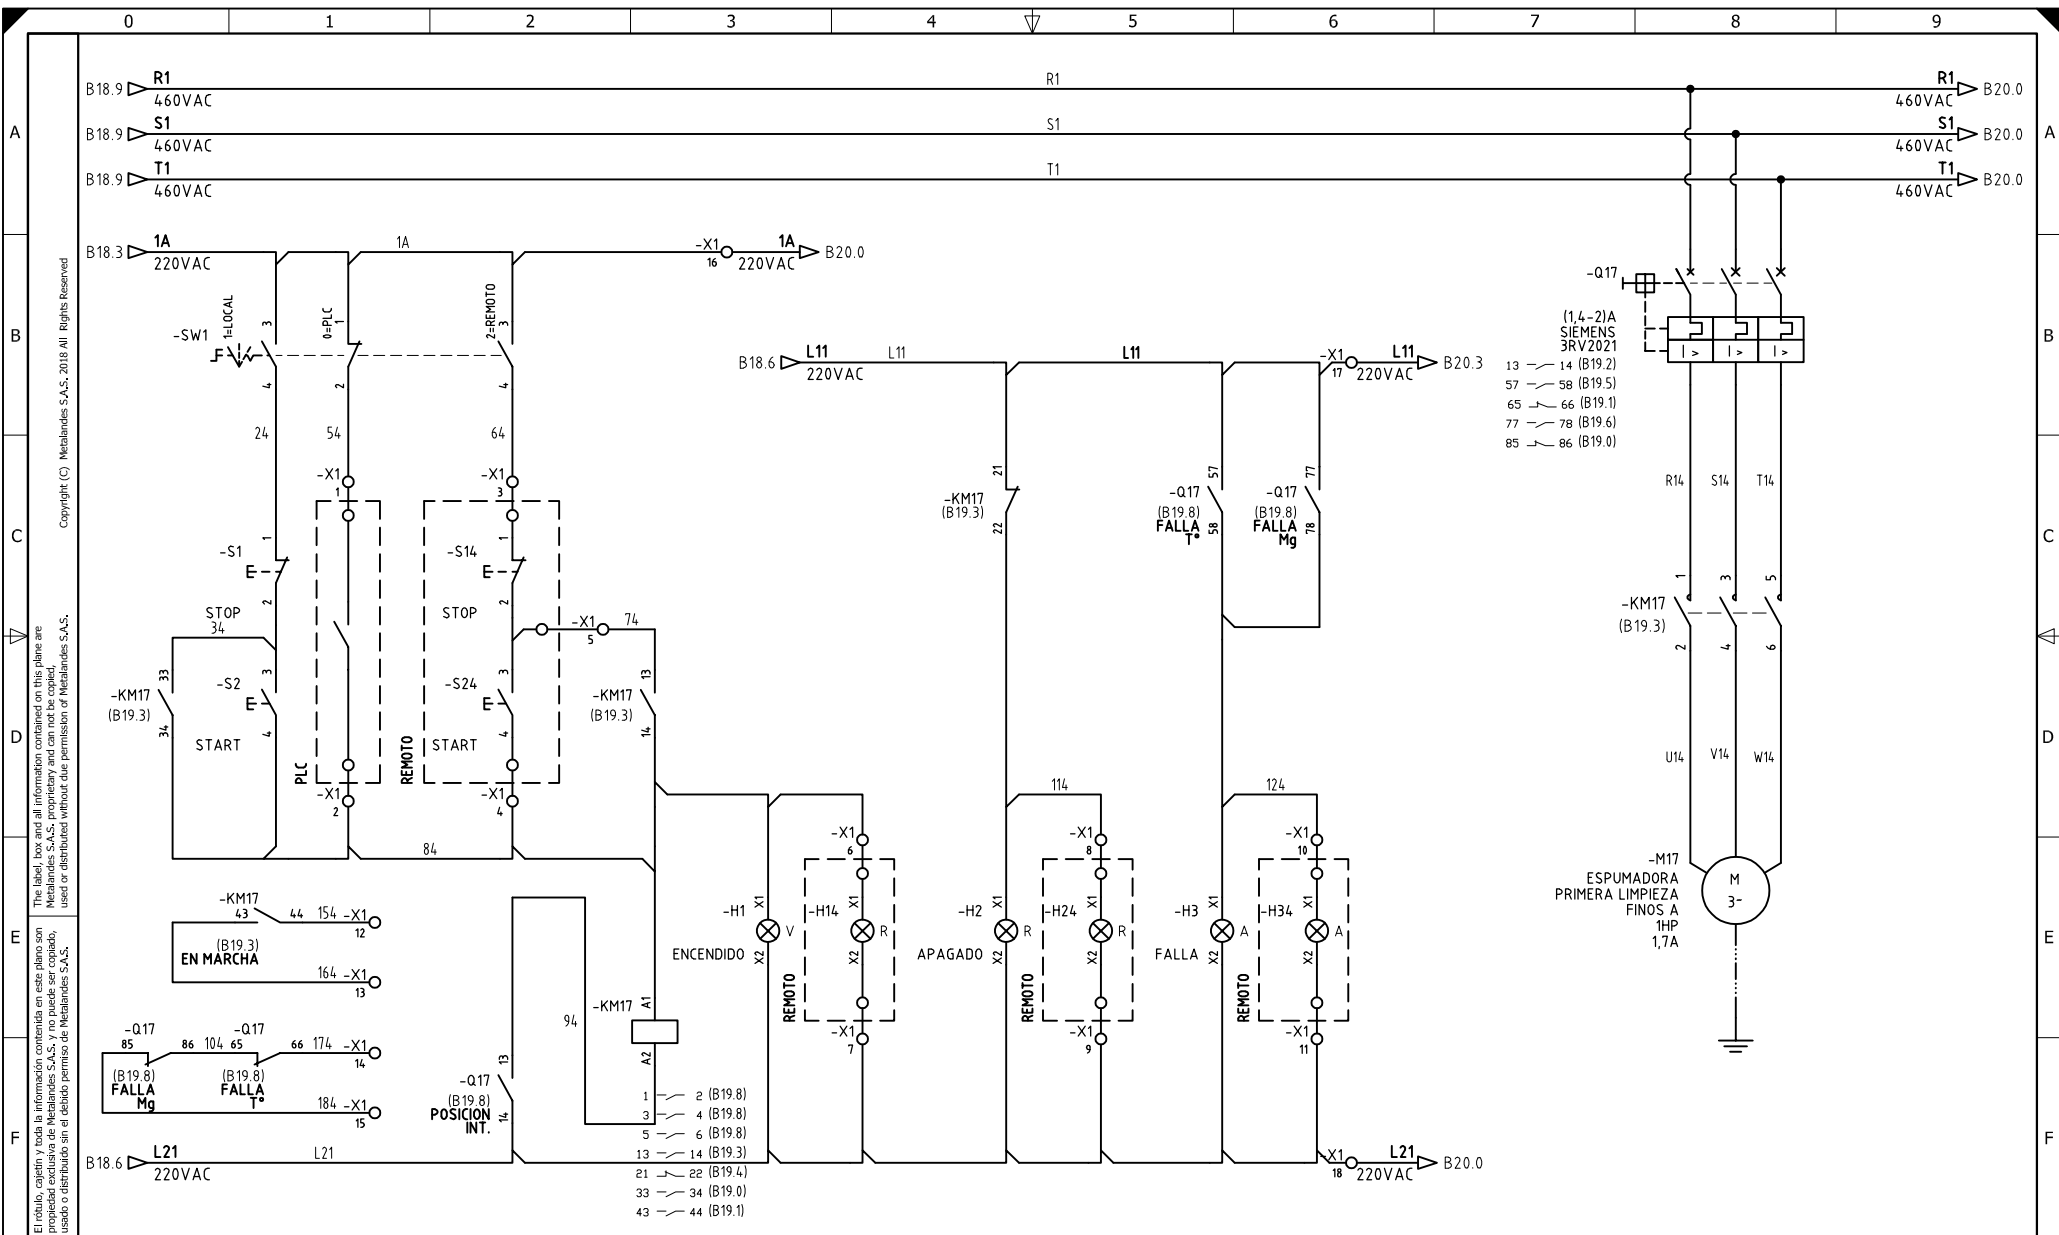 0 1 2 3 4 5 6 7 8 9
A A
B B
C C
D D
E E
F F
Copyright (C) Metalandes S.A.S. 2018 All Rights Reserved
The label, box and all information contained on this plane are
Metalandes S.A.S. proprietary and can not be copied,
used or distributed without due permission of Metalandes S.A.S.
El rótulo, cajetín y toda la información contenida en este plano son
propiedad exclusiva de Metalandes S.A.S. y no puede ser copiado,
usado o distribuido sin el debido permiso de Metalandes S.A.S.
B18.9 R1 R1 R1 B20.0
460VAC 460VAC
B18.9 S1 S1 S1 B20.0
460VAC 460VAC
B18.9 T1 T1 T1 B20.0
460VAC 460VAC
B18.3 1A 1A -X1 1A B20.0
220VAC 16 220VAC
-SW1
1=LOCAL
3
4
0=PLC
1
2
2=REMOTO
3
4
24 54 64
-X1
1
-X1
3
-S1
1
2
STOP
34
-S14
1
2
STOP
-X1 74
5
-KM17
(B19.3)
33
34
-S2
3
4
START
PLC
-S24
3
4
START
REMOTO
-KM17
(B19.3)
13
14
-X1
2
-X1
4
84
-KM17
43 44 154 -X1
12
(B19.3)
EN MARCHA
164 -X1
13
-Q17 -Q17
85 86 104 65 66 174 -X1
14
(B19.8) (B19.8)
FALLA FALLA
Mg T°
184 -X1
15
B18.6 L21 L21
220VAC
94
-KM17
A1
A2
-Q17
(B19.8)
POSICION
INT.
13
14
1 2 (B19.8)
3 4 (B19.8)
5 6 (B19.8)
13 14 (B19.3)
21 22 (B19.4)
33 34 (B19.0)
43 44 (B19.1)
B18.6 L11 L11 L11 -X1 L11 B20.3
220VAC 17 220VAC
-KM17
(B19.3)
21
22
-Q17
(B19.8)
FALLA
T°
57
58
-Q17
(B19.8)
FALLA
Mg
77
78
114 124
-X1
6
-X1
8
-X1
10
-H1 X1 V
ENCENDIDO X2
-H14 X1 R
X2
REMOTO
-H2 X1 R
APAGADO X2
-H24 X1 R
X2
REMOTO
-H3 X1 A
FALLA X2
-H34 X1 A
X2
REMOTO
-X1
7
-X1
9
-X1
11
-X1 L21 B20.0
18 220VAC
-Q17
(1,4-2)A
SIEMENS
3RV2021
I > I > I >
13 14 (B19.2)
57 58 (B19.5)
65 66 (B19.1)
77 78 (B19.6)
85 86 (B19.0)
R14 S14 T14
-KM17
(B19.3)
1 3 5
2 4 6
U14 V14 W14
-M17
ESPUMADORA
PRIMERA LIMPIEZA
FINOS A
1HP
1,7A
M
3~